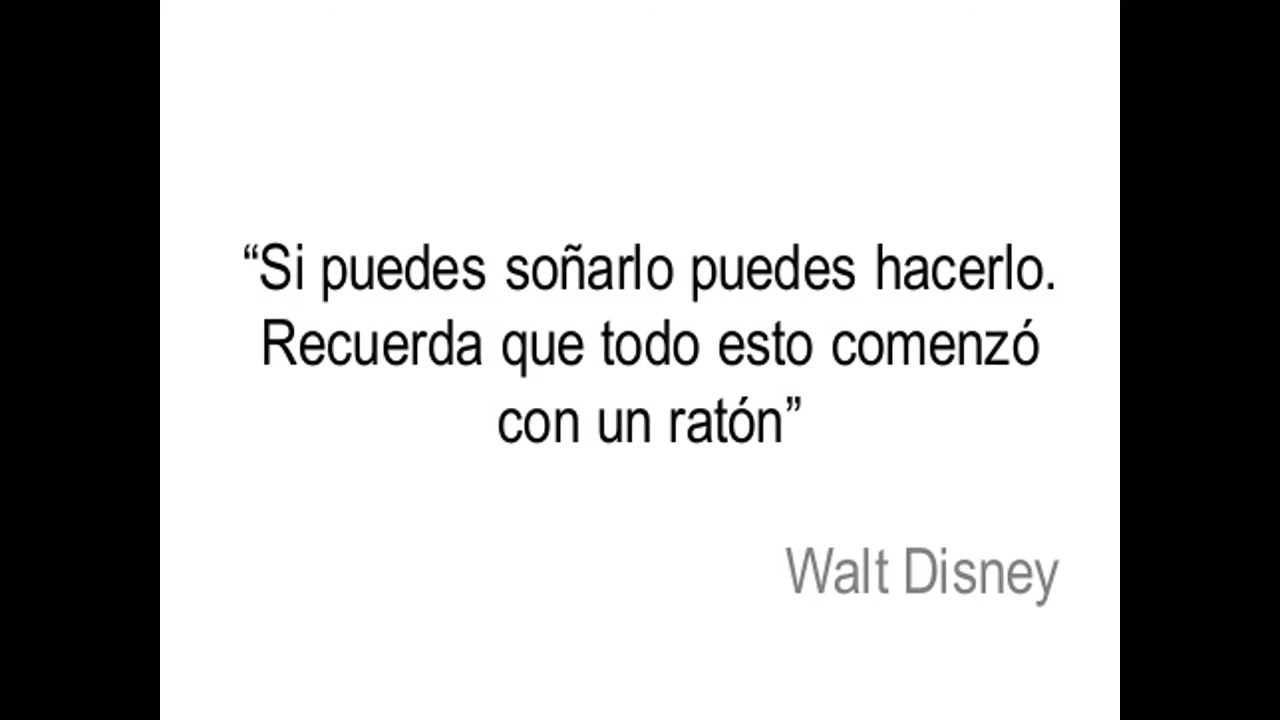 “Si puedes soñarlo puedes hacerlo.
Recuerda que todo esto comenzó
con un ratón”
Walt Disney